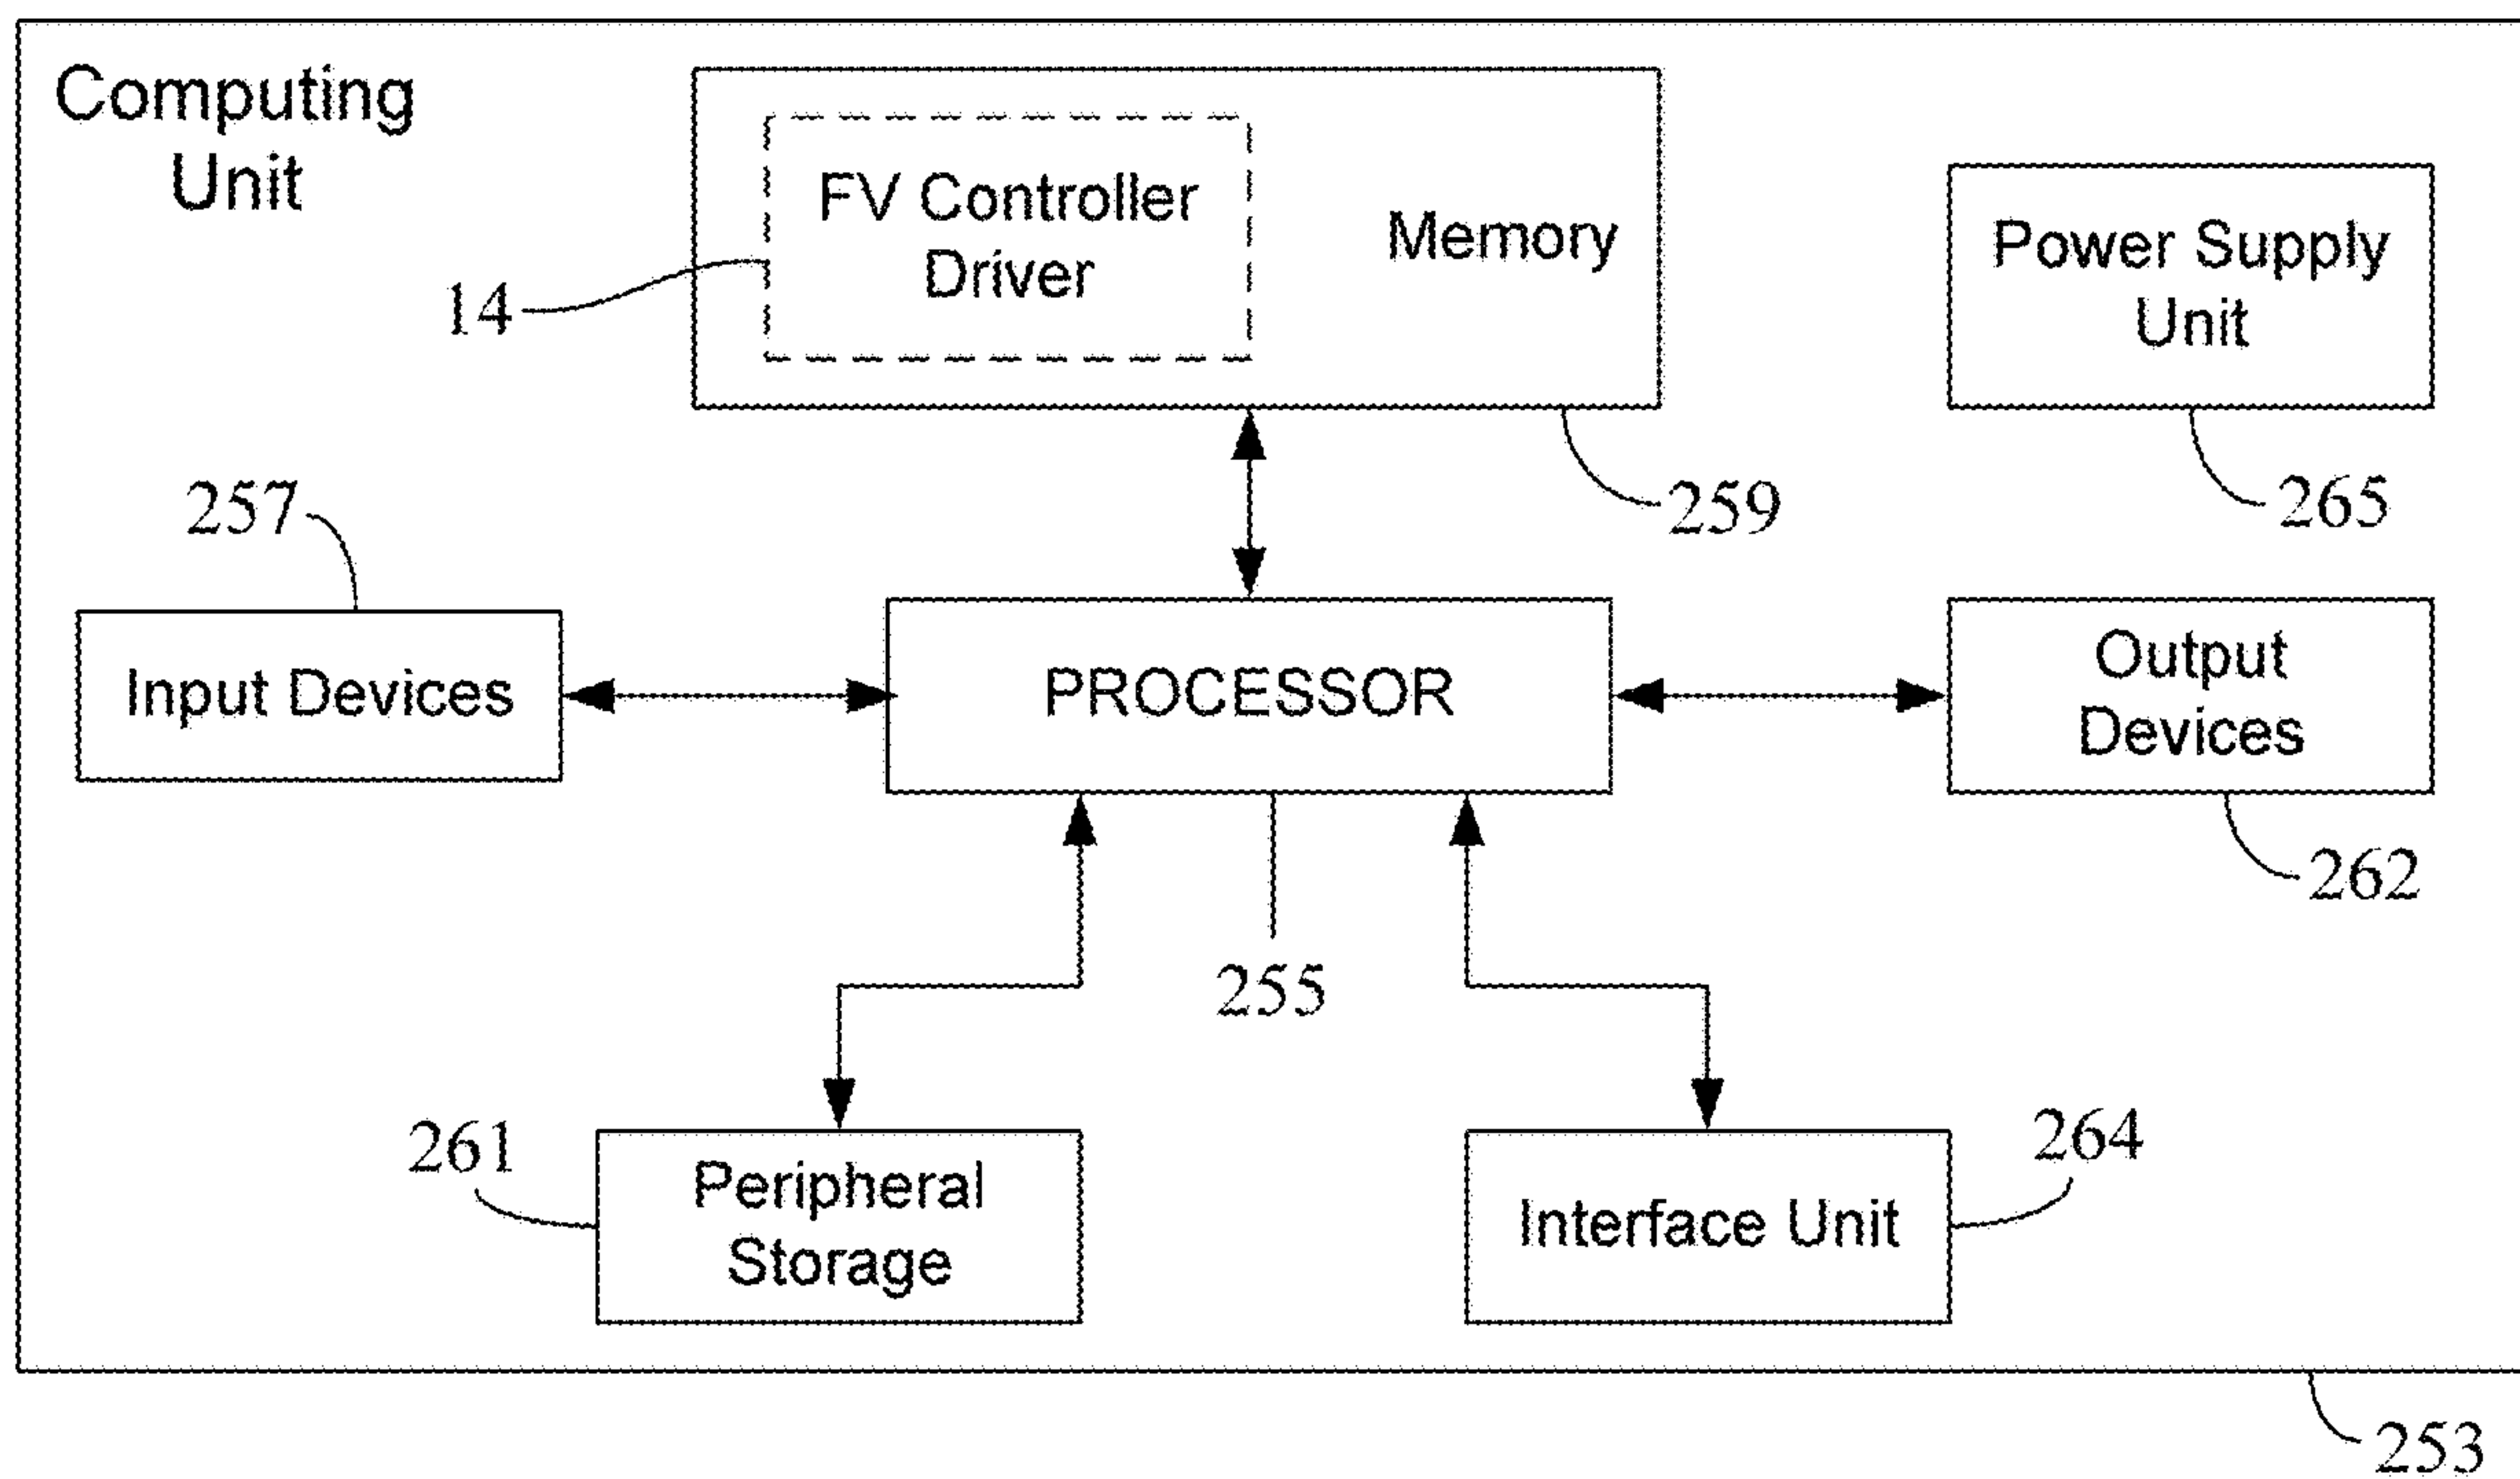 Computing
Unit
FV Controller
Driver
Memory
Power Supply
Unit
14
257
259
265
Input Devices
PROCESSOR
Output
Devices
262
255
261
Peripheral
Storage
Interface Unit
264
253